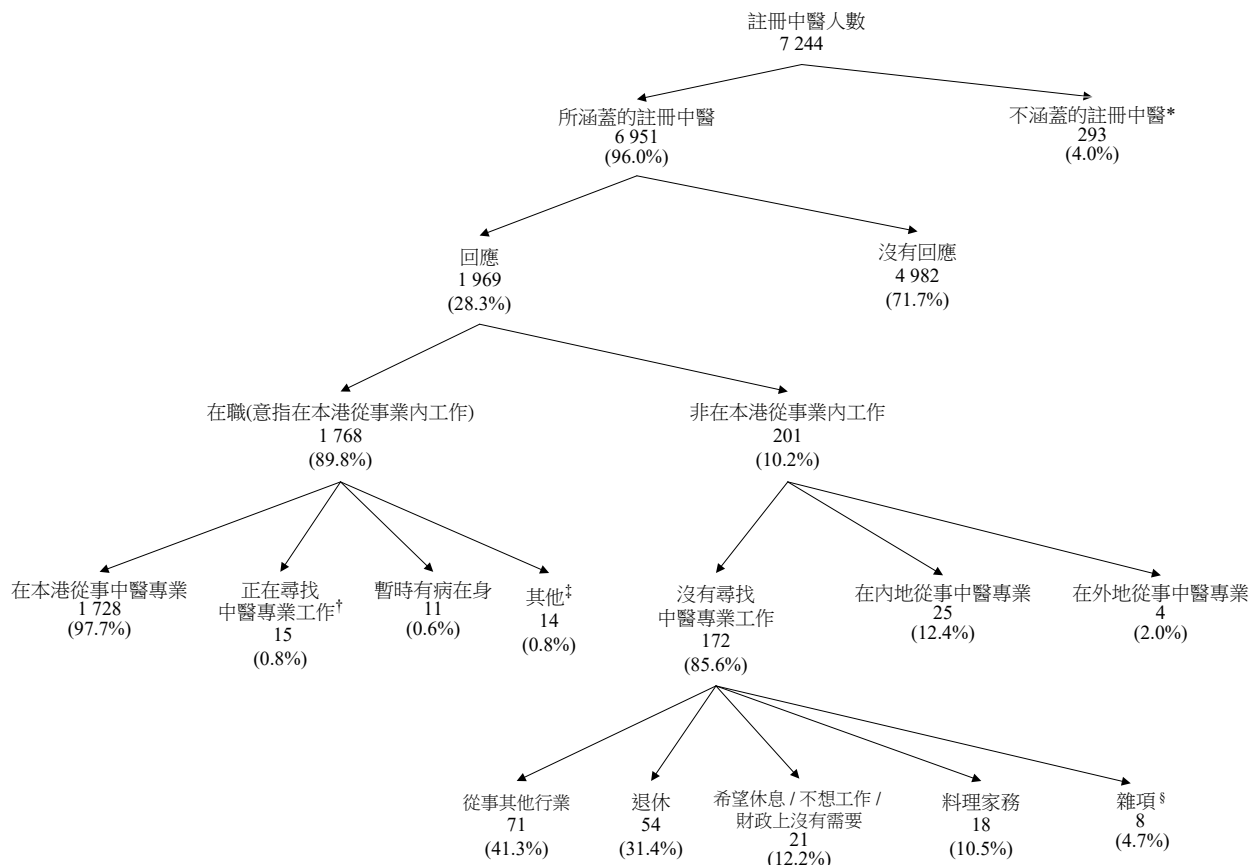 註冊中醫人數
7 244
所涵蓋的註冊中醫
6 951
(96.0%)
不涵蓋的註冊中醫*
293
(4.0%)
回應
1 969
(28.3%)
沒有回應
4 982
(71.7%)
在職(意指在本港從事業內工作)
1 768
(89.8%)
非在本港從事業內工作
201
(10.2%)
在本港從事中醫專業
1 728
(97.7%)
正在尋找
中醫專業工作†
15
(0.8%)
暫時有病在身
11
(0.6%)
其他‡
14
(0.8%)
沒有尋找
中醫專業工作
172
(85.6%)
在內地從事中醫專業
25
(12.4%)
在外地從事中醫專業
4
(2.0%)
從事其他行業
71
(41.3%)
退休
54
(31.4%)
希望休息 / 不想工作 /
財政上沒有需要
21
(12.2%)
料理家務
18
(10.5%)
雜項§
8
(4.7%)